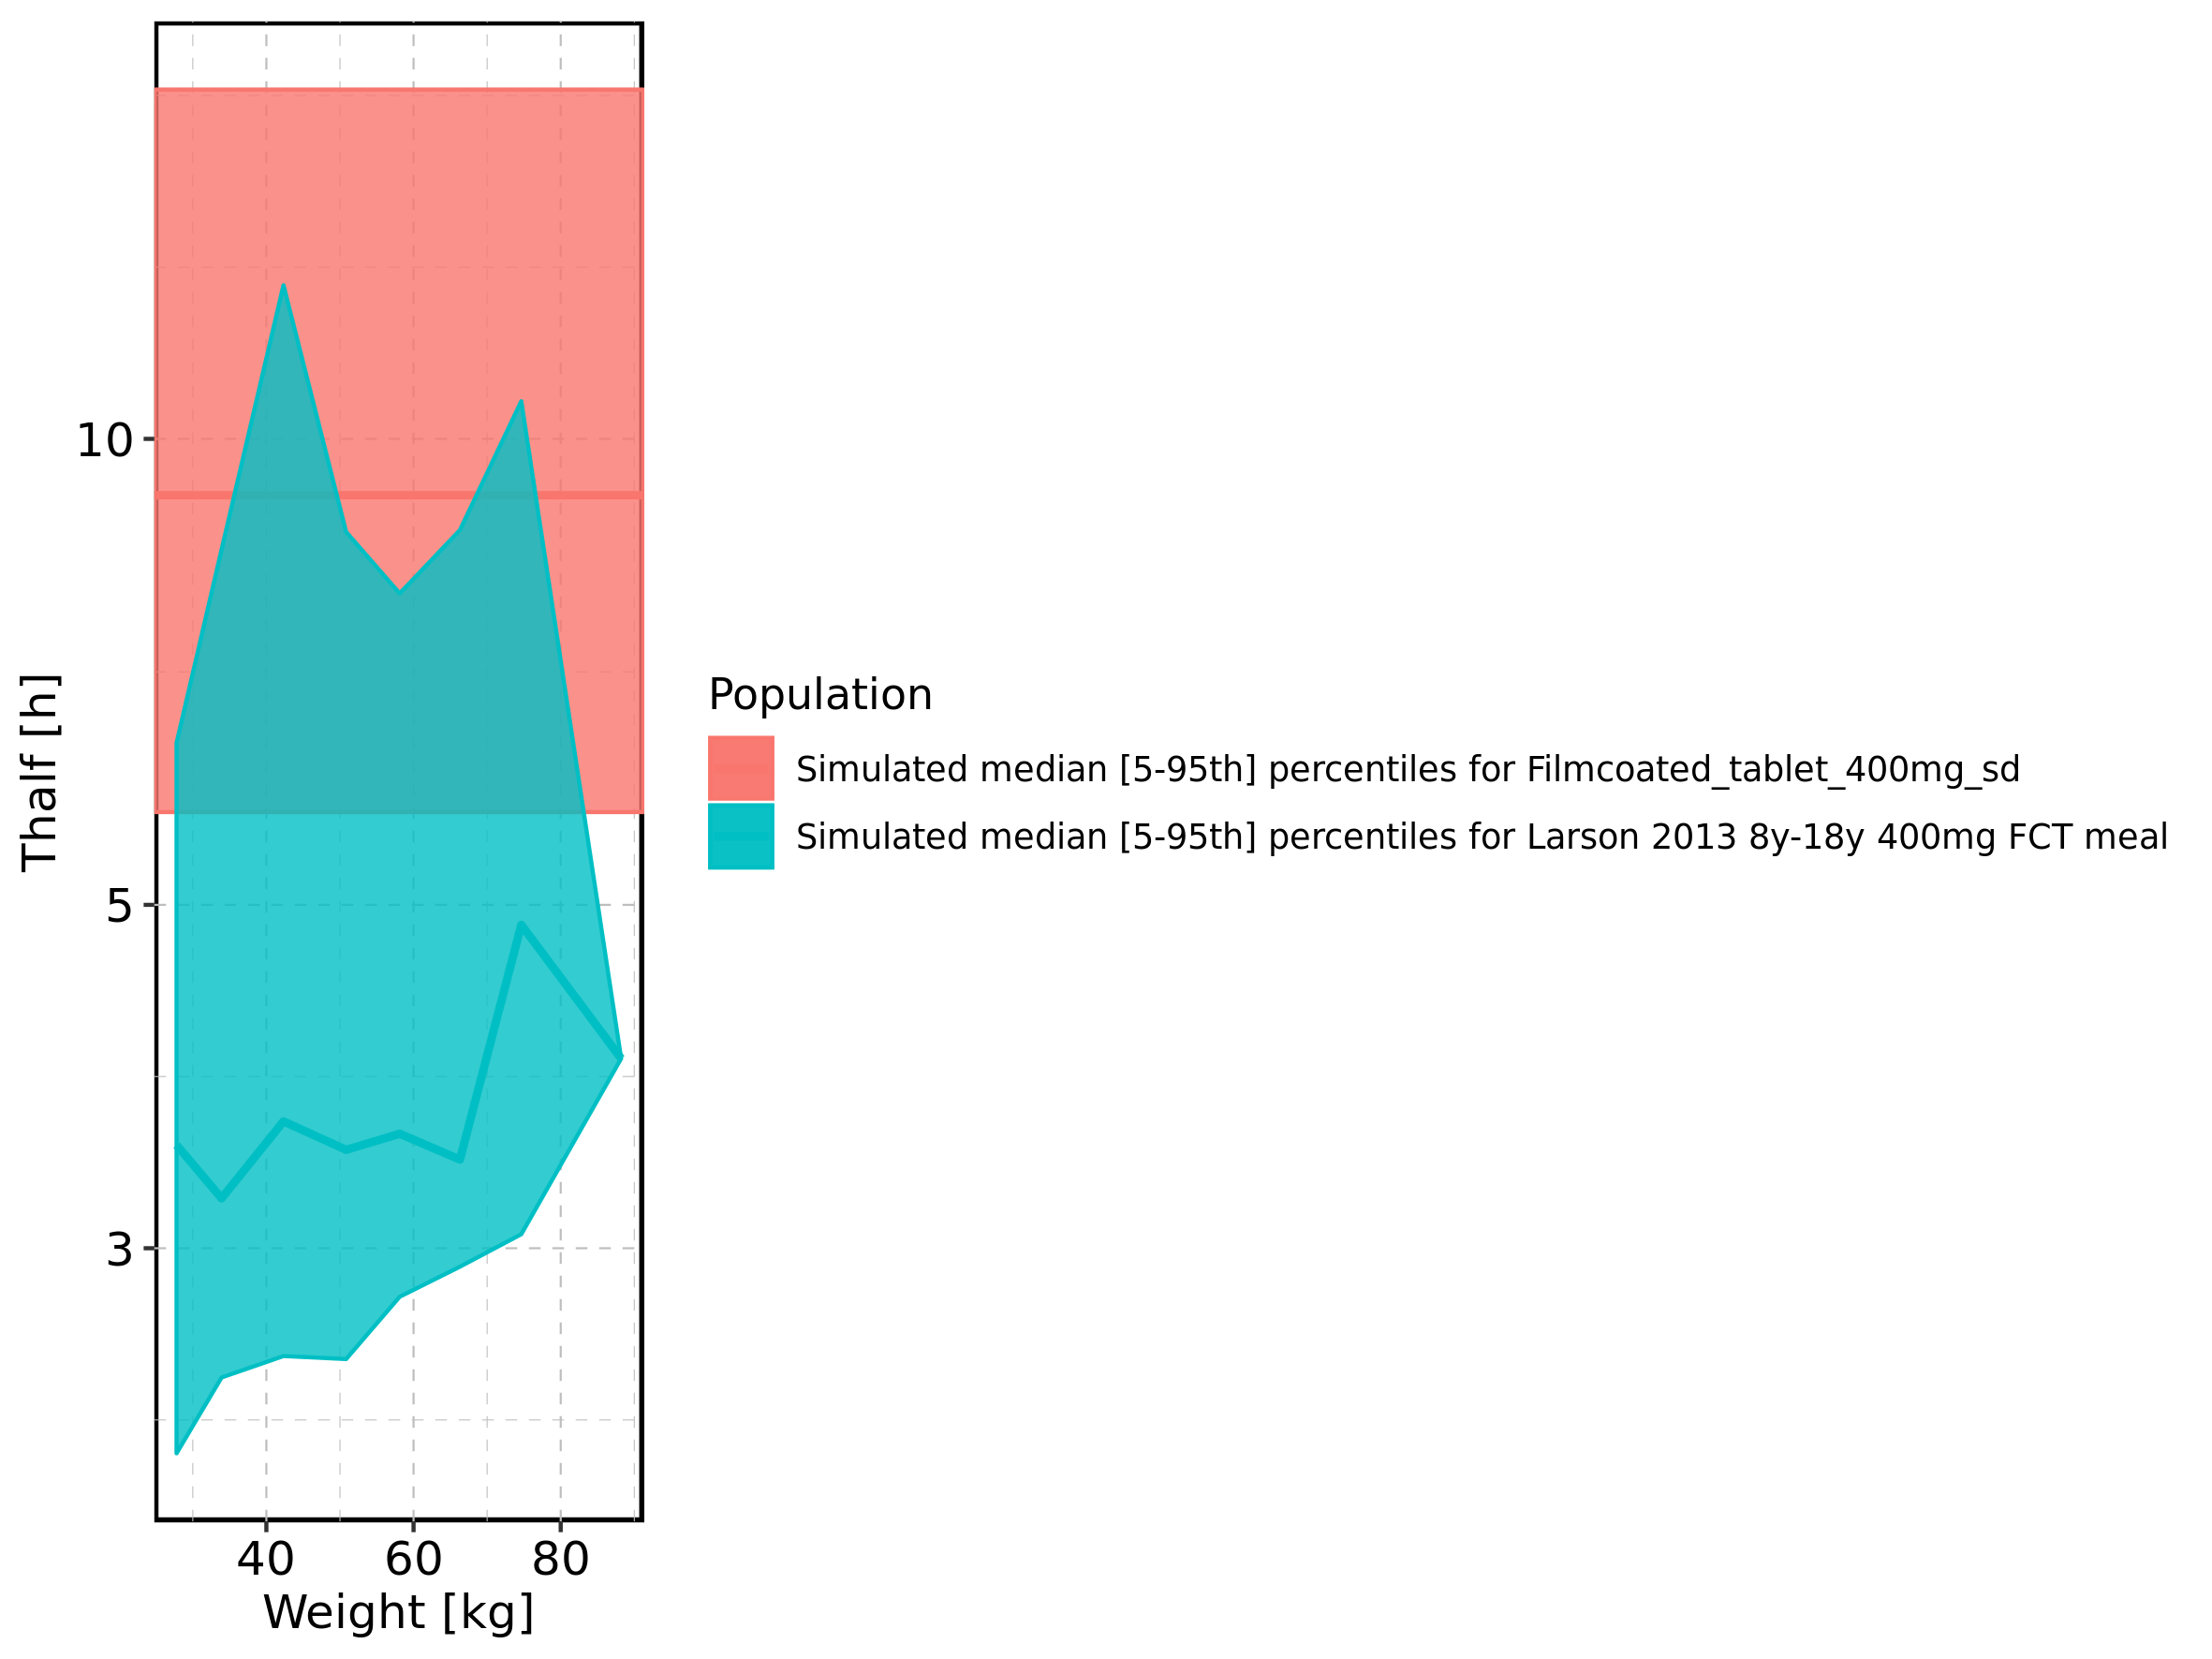 10
5
3
Thalf [h]
40 60 80
Weight [kg]
Population
Simulated median [5-95th] percentiles for Filmcoated_tablet_400mg_sd
Simulated median [5-95th] percentiles for Larson 2013 8y-18y 400mg FCT meal